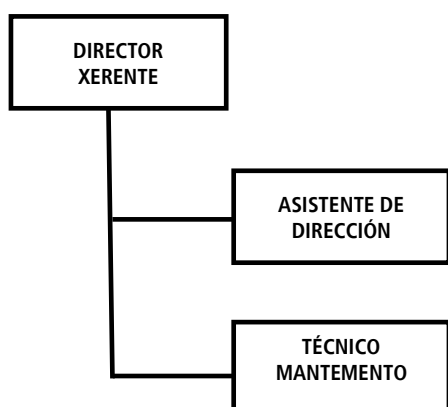 DIRECTOR
XERENTE
ASISTENTE DE
DIRECCIÓN
TÉCNICO
MANTEMENTO